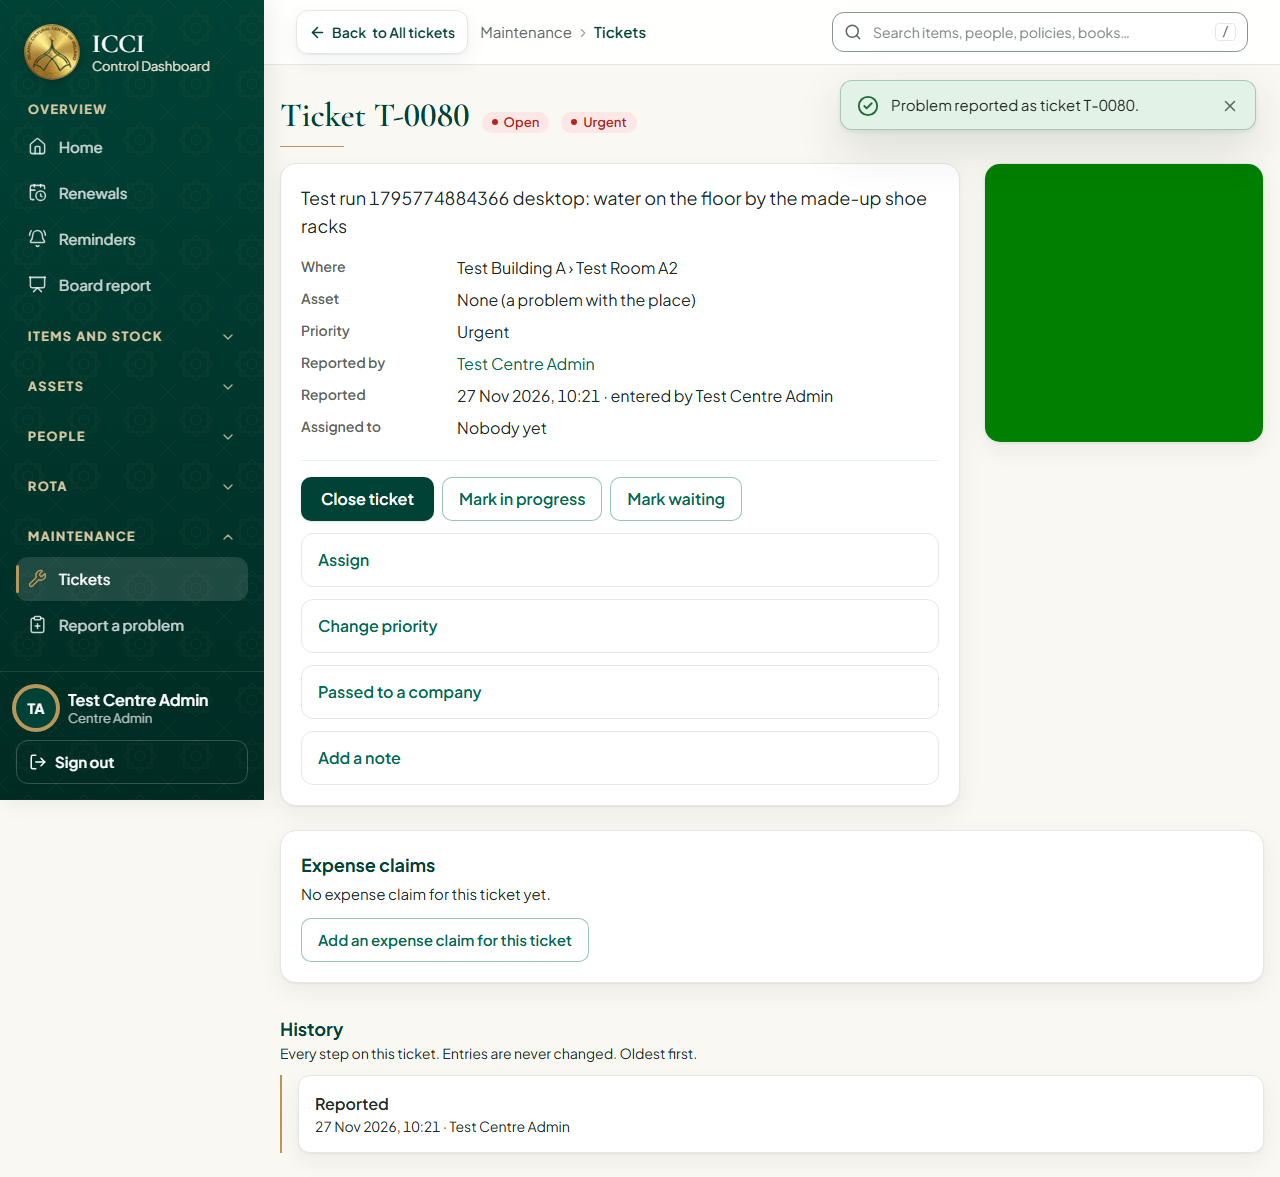 ICCI
Control Dashboard
OVERVIEW
Home
Renewals
Reminders
Board report
ITEMS AND STOCK
ASSETS
PEOPLE
ROTA
MAINTENANCE
Tickets
Report a problem
TA
Test Centre Admin
Centre Admin
Sign out
Back to All tickets
Maintenance › Tickets
Search items, people, policies, books…
/
Problem reported as ticket T-0080.
Ticket T-0080
Open
Urgent
Test run 1795774884366 desktop: water on the floor by the made-up shoe
racks
Where Test Building A › Test Room A2
Asset None (a problem with the place)
Priority Urgent
Reported by Test Centre Admin
Reported 27 Nov 2026, 10:21 · entered by Test Centre Admin
Assigned to Nobody yet
Close ticket
Mark in progress
Mark waiting
Assign
Change priority
Passed to a company
Add a note
Expense claims
No expense claim for this ticket yet.
Add an expense claim for this ticket
History
Every step on this ticket. Entries are never changed. Oldest first.
Reported
27 Nov 2026, 10:21 · Test Centre Admin